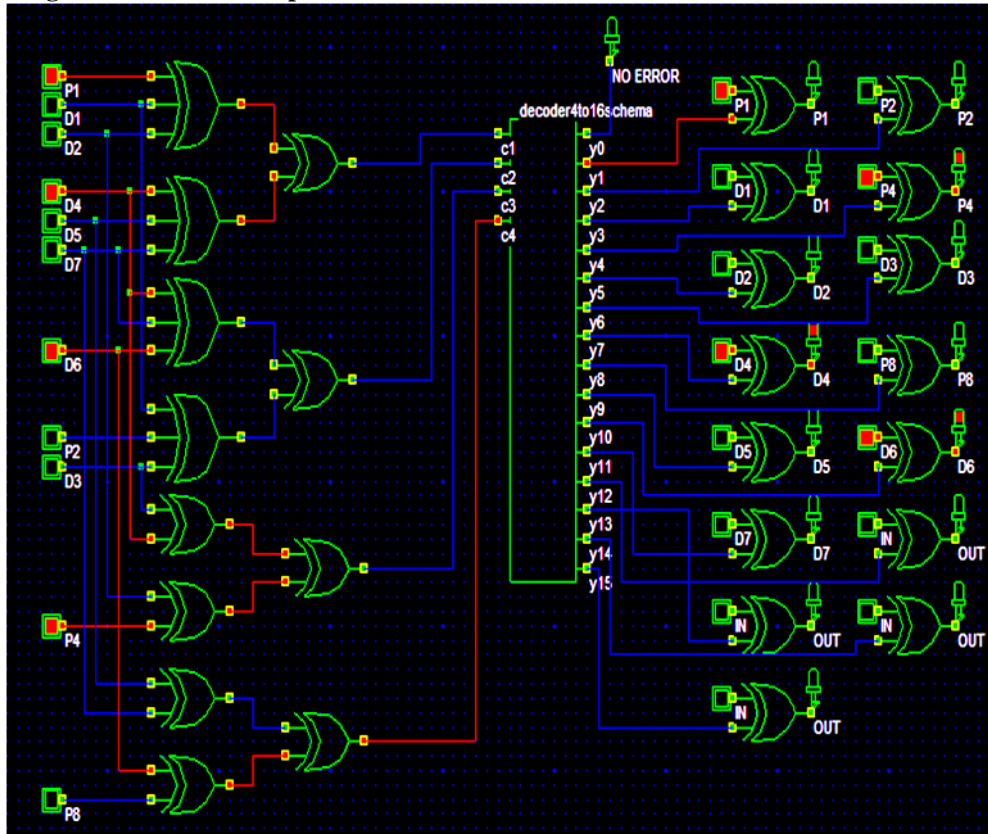 P1
D1
D2
D4
D5
D7
D6
P2
D3
P4
P8
NO ERROR
decoder4to16schema
c1
c2
c3
c4
y0
y1
y2
y3
y4
y5
y6
y7
y8
y9
y10
y11
y12
y13
y14
y15
P1 P1 P2 P2
D1 D1 P4 P4
D2 D2 D3 D3
D4 D4 P8 P8
D5 D5 D6 D6
D7 D7 IN OUT
IN OUT IN OUT
IN OUT